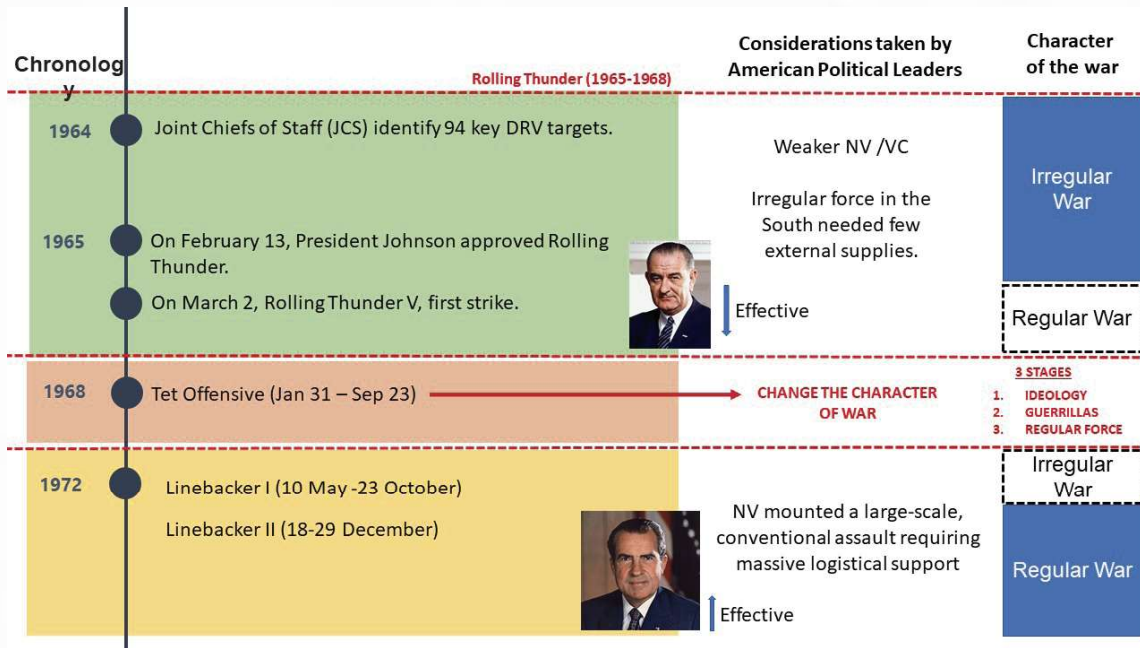 Chronolog
y
Rolling Thunder (1965-1968)
Considerations taken by
American Political Leaders
Character
of the war
1964
Joint Chiefs of Staff (JCS) identify 94 key DRV targets.
Weaker NV /VC
Irregular force in the
South needed few
external supplies.
Irregular
War
1965
On February 13, President Johnson approved Rolling
Thunder.
On March 2, Rolling Thunder V, first strike.
Effective
Regular War
1968
Tet Offensive (Jan 31 – Sep 23)
CHANGE THE CHARACTER
OF WAR
3 STAGES
1. IDEOLOGY
2. GUERRILLAS
3. REGULAR FORCE
1972
Linebacker I (10 May -23 October)
Linebacker II (18-29 December)
NV mounted a large-scale,
conventional assault requiring
massive logistical support
Effective
Irregular
War
Regular War